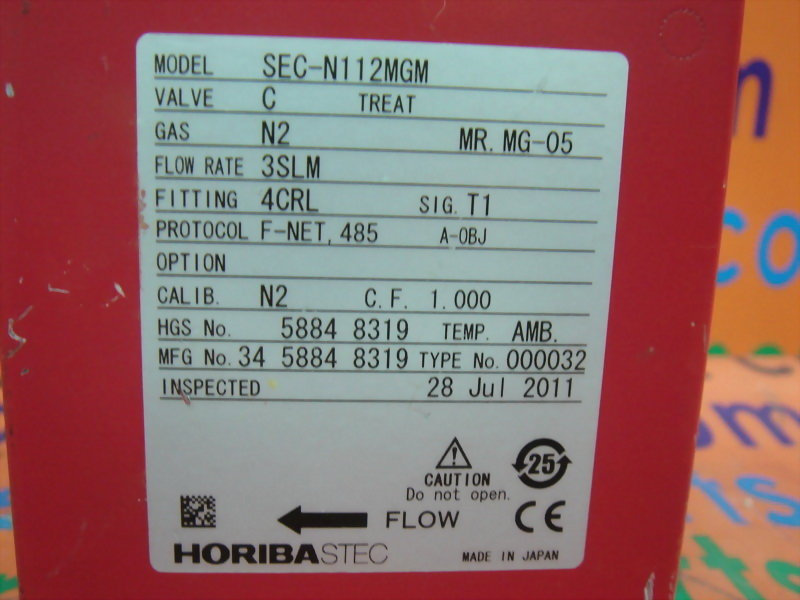 MODEL SEC-N112MGM
VALVE C TREAT
GAS N2 MR. MG-05
FLOW RATE 3SLM
FITTING 4CRL SIG. T1
PROTOCOL F-NET, 485 A-OBJ
OPTION
CALIB. N2 C.F. 1.000
HGS No. 5884 8319 TEMP. AMB.
MFG No. 34 5884 8319 TYPE No. 000032
INSPECTED 28 Jul 2011
25
CAUTION
Do not open.
FLOW CE
HORIBASTEC MADE IN JAPAN